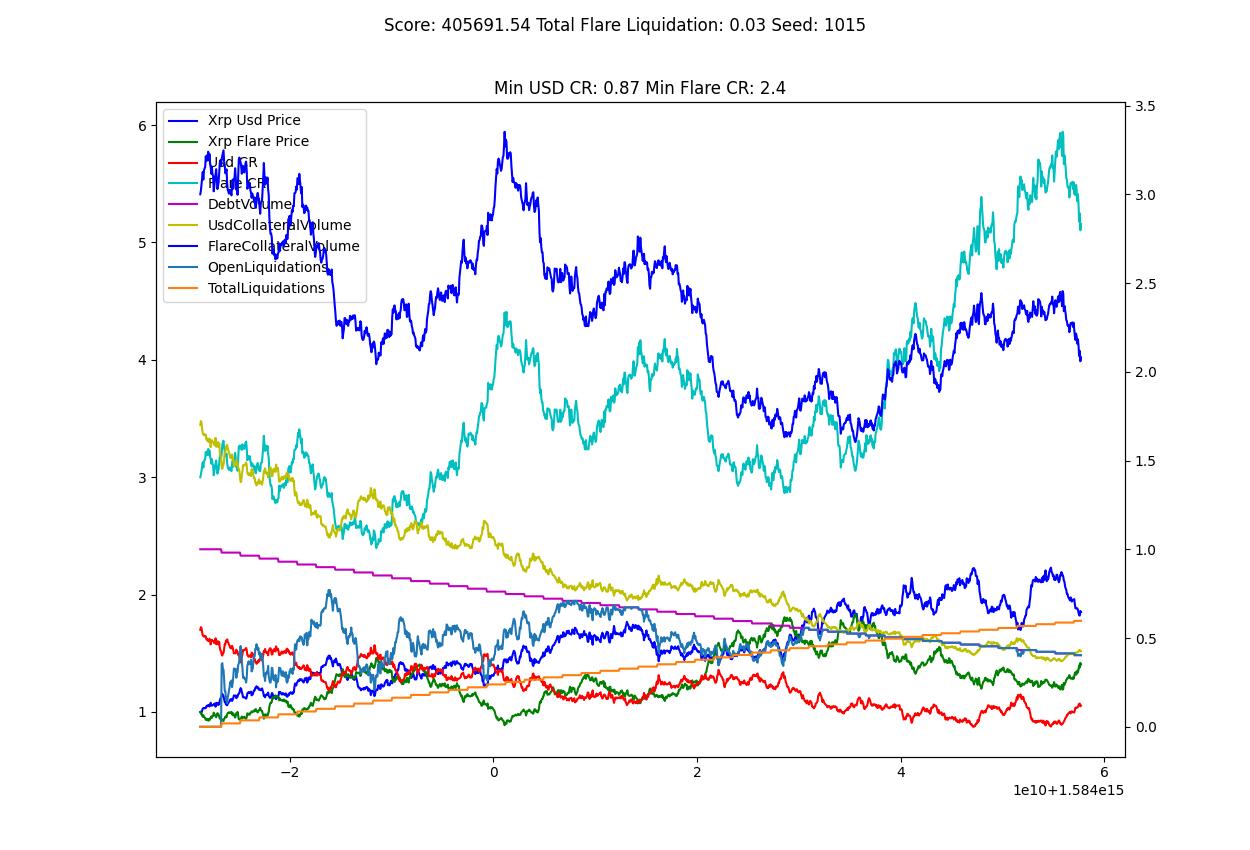 Score: 405691.54 Total Flare Liquidation: 0.03 Seed: 1015
Min USD CR: 0.87 Min Flare CR: 2.4
Xrp Usd Price
Xrp Flare Price
Usd CR
Flare CR
DebtVolume
UsdCollateralVolume
FlareCollateralVolume
OpenLiquidations
TotalLiquidations
6
5
4
3
2
1
3.5
3.0
2.5
2.0
1.5
1.0
0.5
0.0
−2
0
2
4
6
1e10+1.584e15